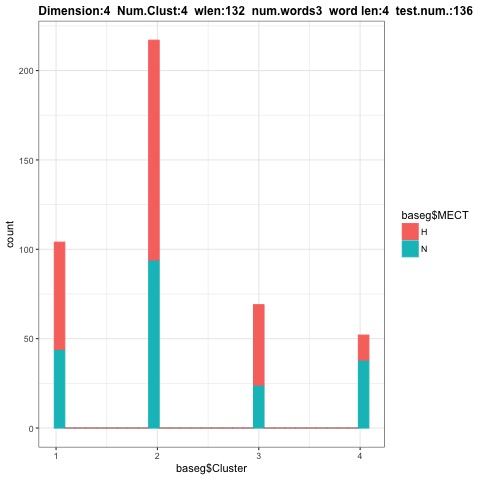 Dimension:4 Num.Clust:4 wlen:132 num.words3 word len:4 test.num.:136
200
150
100
50
0
count
1 2 3 4
baseg$Cluster
baseg$MECT
H
N